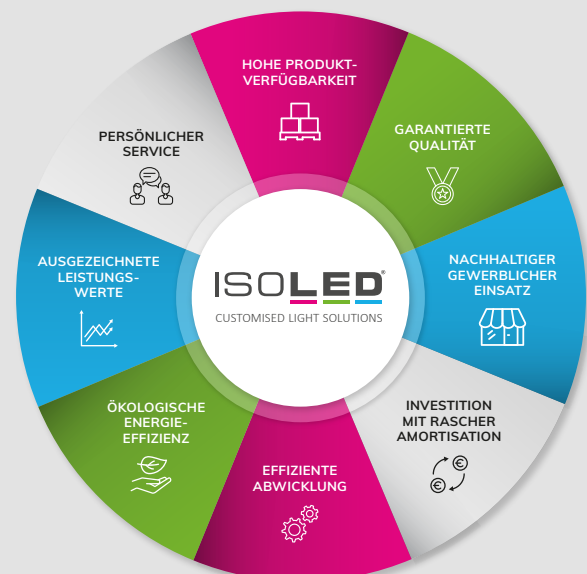 HOHE PRODUKT-
VERFÜGBARKEIT
GARANTIERTE
QUALITÄT
NACHHALTIGER
GEWERBLICHER
EINSATZ
INVESTITION
MIT RASCHER
AMORTISATION
EFFIZIENTE
ABWICKLUNG
ÖKOLOGISCHE
ENERGIE-
EFFIZIENZ
AUSGEZEICHNETE
LEISTUNGS-
WERTE
PERSÖNLICHER
SERVICE
ISOLED®
CUSTOMISED LIGHT SOLUTIONS